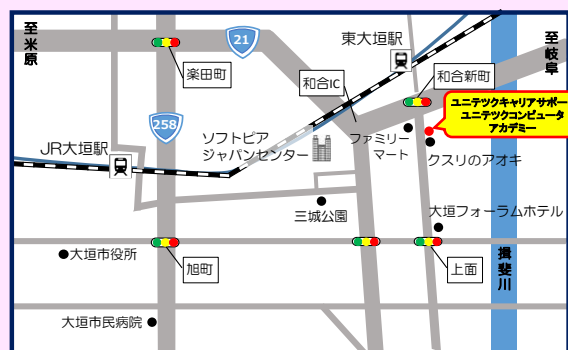 至米原
21
東大垣駅
至岐阜
楽田町
和合IC
和合新町
ユニテツクキャリアサポー
ユニテツクコンピュータ
アカデミー
258
ソフトピア
ジャパンセンター
ファミリー
マート
クスリのアオキ
JR大垣駅
三城公園
大垣フォーラムホテル
大垣市役所
旭町
上面
揖斐川
大垣市民病院